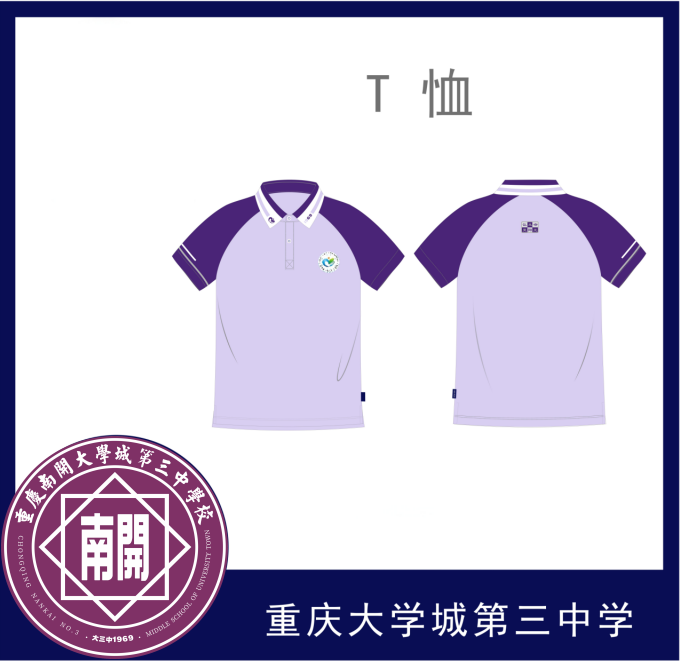 T 恤
重慶南開大學城第三中學校
南開
CHONGQING NANKAI NO.3 MIDDLE SCHOOL OF UNIVERSITY TOWN
·大三中1969·
重庆大学城第三中学